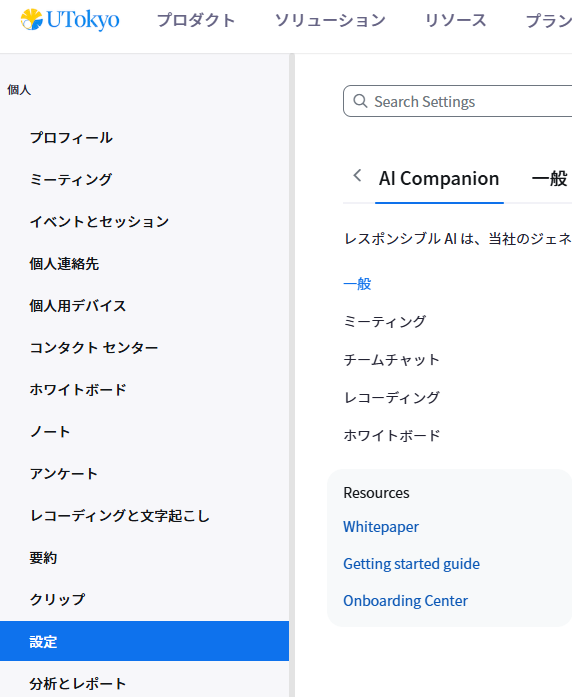 UTokyo プロダクト ソリューション リソース プラン
個人
プロフィール
ミーティング
イベントとセッション
個人連絡先
個人用デバイス
コンタクト センター
ホワイトボード
ノート
アンケート
レコーディングと文字起こし
要約
クリップ
設定
分析とレポート
Search Settings
AI Companion 一般
レスポンシブル AI は、当社のジェネ
一般
ミーティング
チームチャット
レコーディング
ホワイトボード
Resources
Whitepaper
Getting started guide
Onboarding Center